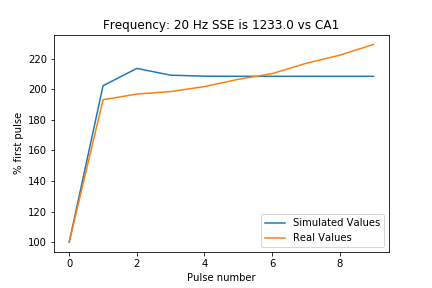 Frequency: 20 Hz SSE is 1233.0 vs CA1
% first pulse
220
200
180
160
140
120
100
0
2
4
6
8
Pulse number
Simulated Values
Real Values